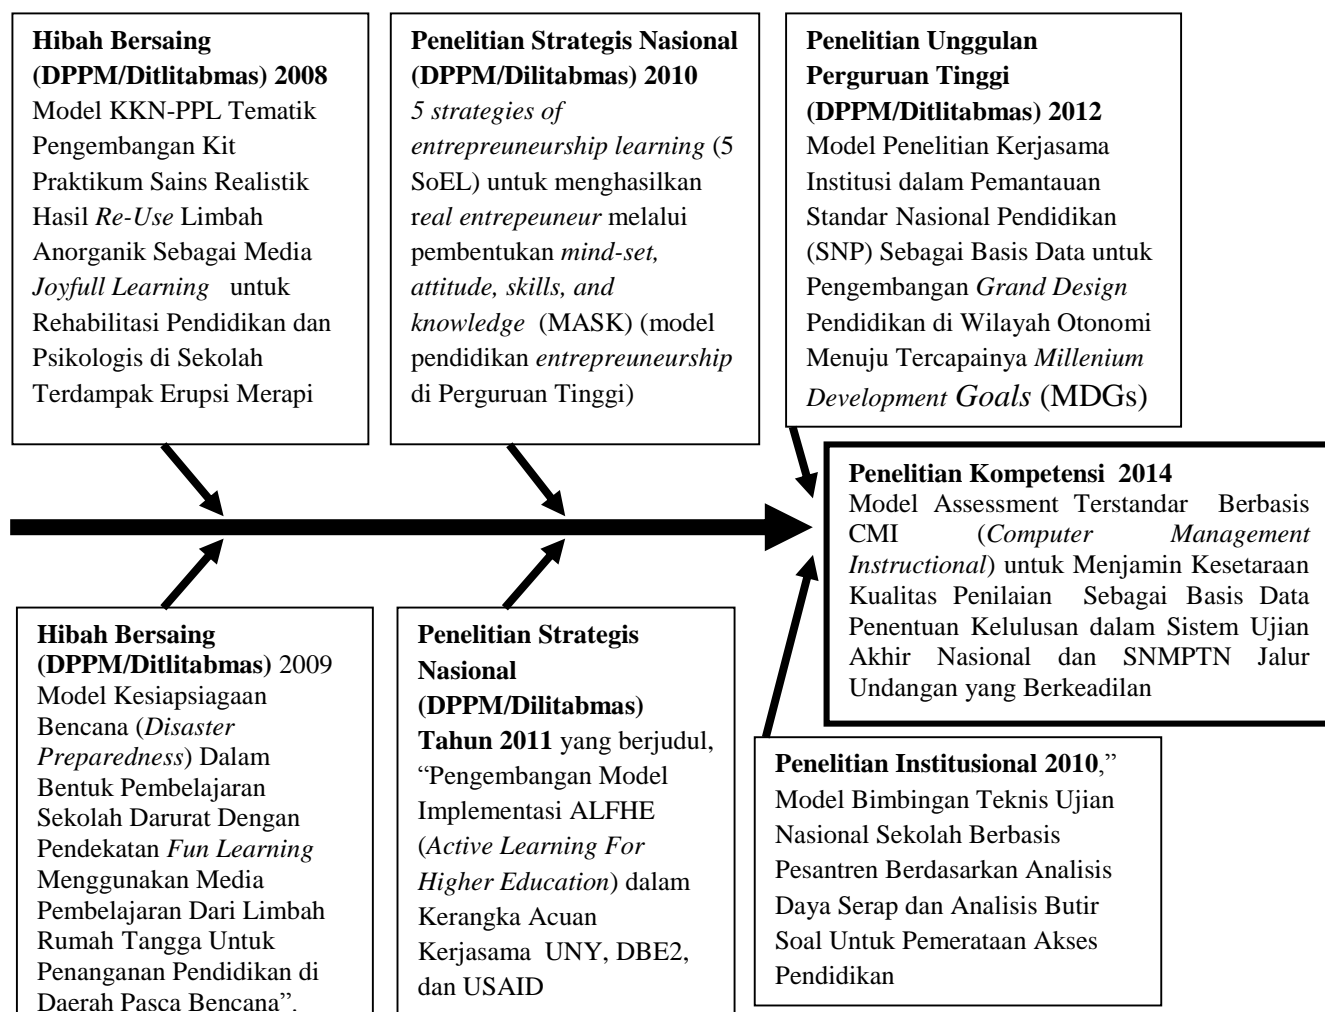 Hibah Bersaing
(DPPM/Ditlitabmas) 2008
Model KKN-PPL Tematik
Pengembangan Kit
Praktikum Sains Realistik
Hasil Re-Use Limbah
Anorganik Sebagai Media
Joyfull Learning untuk
Rehabilitasi Pendidikan dan
Psikologis di Sekolah
Terdampak Erupsi Merapi
Penelitian Strategis Nasional
(DPPM/Dilitabmas) 2010
5 strategies of
entrepreuneurship learning (5
SoEL) untuk menghasilkan
real entrepeuneur melalui
pembentukan mind-set,
attitude, skills, and
knowledge (MASK) (model
pendidikan entrepreuneurship
di Perguruan Tinggi)
Penelitian Unggulan
Perguruan Tinggi
(DPPM/Ditlitabmas) 2012
Model Penelitian Kerjasama
Institusi dalam Pemantauan
Standar Nasional Pendidikan
(SNP) Sebagai Basis Data untuk
Pengembangan Grand Design
Pendidikan di Wilayah Otonomi
Menuju Tercapainya Millenium
Development Goals (MDGs)
Penelitian Kompetensi 2014
Model Assessment Terstandar Berbasis
CMI (Computer Management
Instructional) untuk Menjamin Kesetaraan
Kualitas Penilaian Sebagai Basis Data
Penentuan Kelulusan dalam Sistem Ujian
Akhir Nasional dan SNMPTN Jalur
Undangan yang Berkeadilan
Hibah Bersaing
(DPPM/Ditlitabmas) 2009
Model Kesiapsiagaan
Bencana (Disaster
Preparedness) Dalam
Bentuk Pembelajaran
Sekolah Darurat Dengan
Pendekatan Fun Learning
Menggunakan Media
Pembelajaran Dari Limbah
Rumah Tangga Untuk
Penanganan Pendidikan di
Daerah Pasca Bencana”.
Penelitian Strategis
Nasional
(DPPM/Dilitabmas)
Tahun 2011 yang berjudul,
“Pengembangan Model
Implementasi ALFHE
(Active Learning For
Higher Education) dalam
Kerangka Acuan
Kerjasama UNY, DBE2,
dan USAID
Penelitian Institusional 2010,”
Model Bimbingan Teknis Ujian
Nasional Sekolah Berbasis
Pesantren Berdasarkan Analisis
Daya Serap dan Analisis Butir
Soal Untuk Pemerataan Akses
Pendidikan